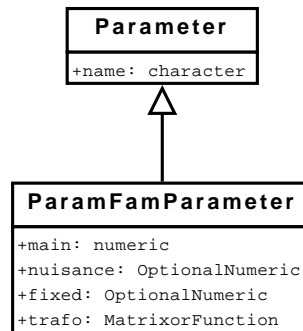 Parameter
+name: character
ParamFamParameter
+main: numeric
+nuisance: OptionalNumeric
+fixed: OptionalNumeric
+trafo: MatrixorFunction